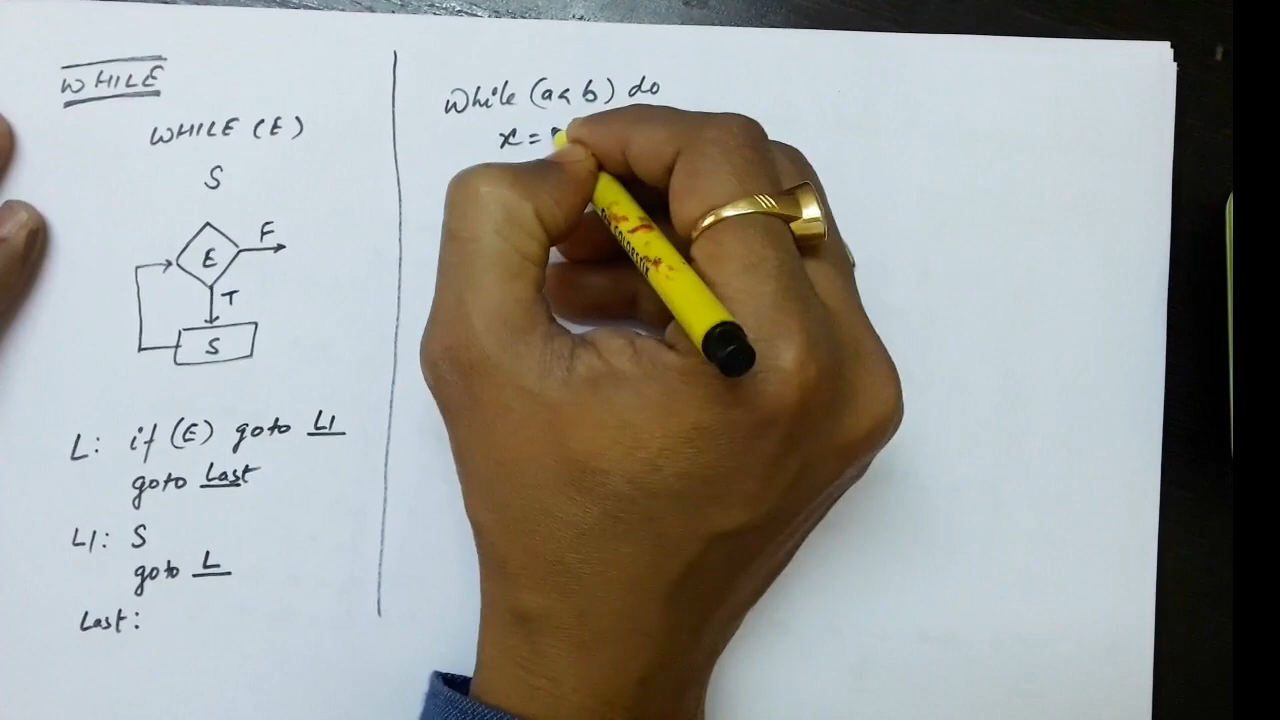 WHILE
WHILE (E)
S
E
F
T
S
L: if (E) goto L1
goto Last
L1: S
goto L
Last:
while (a< b) do
x =